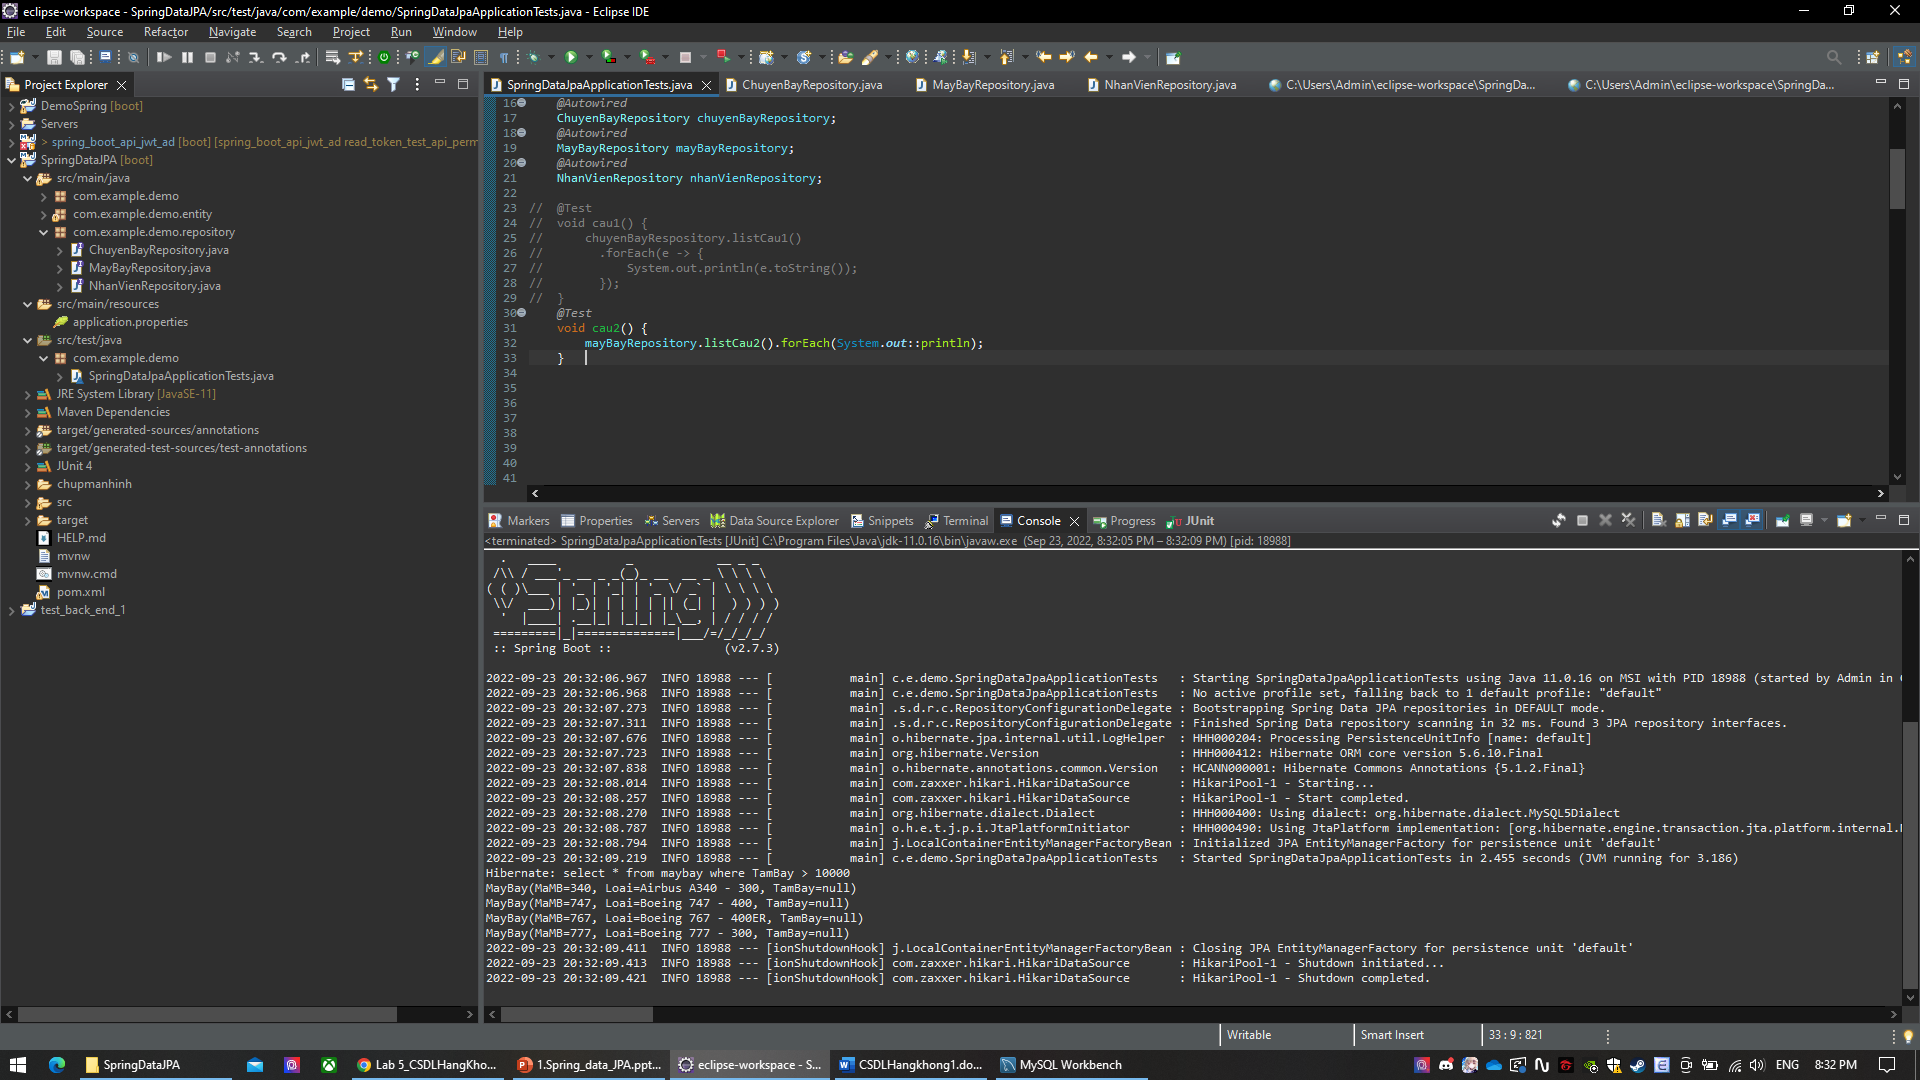 eclipse-workspace - SpringDataJPA/src/test/java/com/example/demo/SpringDataJpaApplicationTests.java - Eclipse IDE
File Edit Source Refactor Navigate Search Project Run Window Help
Project Explorer
DemoSpring [boot]
Servers
> spring_boot_api_jwt_ad [boot] [spring_boot_api_jwt_ad read_token_test_api_perm
SpringDataJPA [boot]
src/main/java
com.example.demo
com.example.demo.entity
com.example.demo.repository
ChuyenBayRepository.java
MayBayRepository.java
NhanVienRepository.java
src/main/resources
application.properties
src/test/java
com.example.demo
SpringDataJpaApplicationTests.java
JRE System Library [JavaSE-11]
Maven Dependencies
target/generated-sources/annotations
target/generated-test-sources/test-annotations
JUnit 4
chupmanhinh
src
target
HELP.md
mvnw
mvnw.cmd
pom.xml
test_back_end_1
SpringDataJpaApplicationTests.java ChuyenBayRepository.java MayBayRepository.java NhanVienRepository.java C:\Users\Admin\eclipse-workspace\SpringDa... C:\Users\Admin\eclipse-workspace\SpringDa...
16 @Autowired
17 ChuyenBayRepository chuyenBayRepository;
18 @Autowired
19 MayBayRepository mayBayRepository;
20 @Autowired
21 NhanVienRepository nhanVienRepository;
22
23 // @Test
24 // void cau1() {
25 // chuyenBayRespository.listCau1()
26 // .forEach(e -> {
27 // System.out.println(e.toString());
28 // });
29 // }
30 @Test
31 void cau2() {
32 mayBayRepository.listCau2().forEach(System.out::println);
33 }
34
35
36
37
38
39
40
41
Markers Properties Servers Data Source Explorer Snippets Terminal Console Progress JUnit
<terminated> SpringDataJpaApplicationTests [JUnit] C:\Program Files\Java\jdk-11.0.16\bin\javaw.exe (Sep 23, 2022, 8:32:05 PM – 8:32:09 PM) [pid: 18988]
  .   ____          _            __ _ _
 /\\ / ___'_ __ _ _(_)_ __  __ _ \ \ \ \
( ( )\___ | '_ | '_| | '_ \/ _` | \ \ \ \
 \\/  ___)| |_)| | | | | || (_| |  ) ) ) )
  '  |____| .__|_| |_|_| |_\__, | / / / /
 =========|_|==============|___/=/_/_/_/
 :: Spring Boot :: (v2.7.3)
2022-09-23 20:32:06.967 INFO 18988 --- [ main] c.e.demo.SpringDataJpaApplicationTests : Starting SpringDataJpaApplicationTests using Java 11.0.16 on MSI with PID 18988 (started by Admin in C
2022-09-23 20:32:06.968 INFO 18988 --- [ main] c.e.demo.SpringDataJpaApplicationTests : No active profile set, falling back to 1 default profile: "default"
2022-09-23 20:32:07.273 INFO 18988 --- [ main] .s.d.r.c.RepositoryConfigurationDelegate : Bootstrapping Spring Data JPA repositories in DEFAULT mode.
2022-09-23 20:32:07.311 INFO 18988 --- [ main] .s.d.r.c.RepositoryConfigurationDelegate : Finished Spring Data repository scanning in 32 ms. Found 3 JPA repository interfaces.
2022-09-23 20:32:07.676 INFO 18988 --- [ main] o.hibernate.jpa.internal.util.LogHelper : HHH000204: Processing PersistenceUnitInfo [name: default]
2022-09-23 20:32:07.723 INFO 18988 --- [ main] org.hibernate.Version : HHH000412: Hibernate ORM core version 5.6.10.Final
2022-09-23 20:32:07.838 INFO 18988 --- [ main] o.hibernate.annotations.common.Version : HCANN000001: Hibernate Commons Annotations {5.1.2.Final}
2022-09-23 20:32:08.014 INFO 18988 --- [ main] com.zaxxer.hikari.HikariDataSource : HikariPool-1 - Starting...
2022-09-23 20:32:08.257 INFO 18988 --- [ main] com.zaxxer.hikari.HikariDataSource : HikariPool-1 - Start completed.
2022-09-23 20:32:08.270 INFO 18988 --- [ main] org.hibernate.dialect.Dialect : HHH000400: Using dialect: org.hibernate.dialect.MySQL5Dialect
2022-09-23 20:32:08.787 INFO 18988 --- [ main] o.h.e.t.j.p.i.JtaPlatformInitiator : HHH000490: Using JtaPlatform implementation: [org.hibernate.engine.transaction.jta.platform.internal.
2022-09-23 20:32:08.794 INFO 18988 --- [ main] j.LocalContainerEntityManagerFactoryBean : Initialized JPA EntityManagerFactory for persistence unit 'default'
2022-09-23 20:32:09.219 INFO 18988 --- [ main] c.e.demo.SpringDataJpaApplicationTests : Started SpringDataJpaApplicationTests in 2.455 seconds (JVM running for 3.186)
Hibernate: select * from maybay where TamBay > 10000
MayBay(MaMB=340, Loai=Airbus A340 - 300, TamBay=null)
MayBay(MaMB=747, Loai=Boeing 747 - 400, TamBay=null)
MayBay(MaMB=767, Loai=Boeing 767 - 400ER, TamBay=null)
MayBay(MaMB=777, Loai=Boeing 777 - 300, TamBay=null)
2022-09-23 20:32:09.411 INFO 18988 --- [ionShutdownHook] j.LocalContainerEntityManagerFactoryBean : Closing JPA EntityManagerFactory for persistence unit 'default'
2022-09-23 20:32:09.413 INFO 18988 --- [ionShutdownHook] com.zaxxer.hikari.HikariDataSource : HikariPool-1 - Shutdown initiated...
2022-09-23 20:32:09.421 INFO 18988 --- [ionShutdownHook] com.zaxxer.hikari.HikariDataSource : HikariPool-1 - Shutdown completed.
Writable Smart Insert 33 : 9 : 821
SpringDataJPA Lab 5_CSDLHangKho... 1.Spring_data_JPA.ppt... eclipse-workspace - S... CSDLHangkhong1.do... MySQL Workbench ENG 8:32 PM